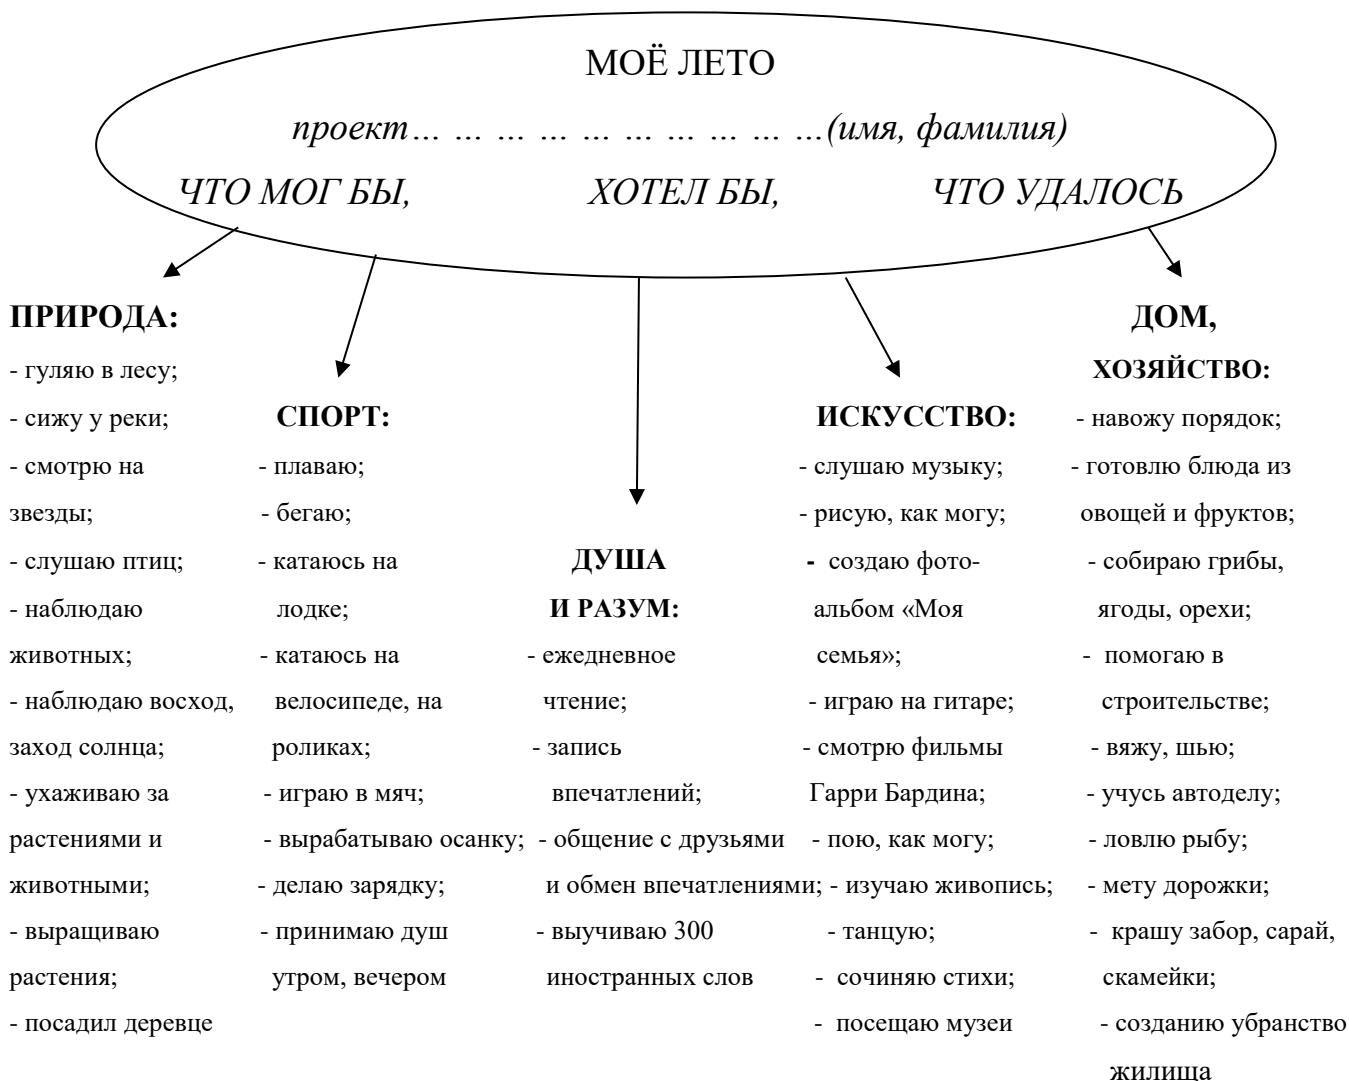 МОЁ ЛЕТО
проект... ... ... ... ... ... ... ... ... ...(имя, фамилия)
ЧТО МОГ БЫ, ХОТЕЛ БЫ, ЧТО УДАЛОСЬ
ПРИРОДА:
- гуляю в лесу;
- сижу у реки;
- смотрю на
звезды;
- слушаю птиц;
- наблюдаю
животных;
- наблюдаю восход,
заход солнца;
- ухаживаю за
растениями и
животными;
- выращиваю
растения;
- посадил деревце
СПОРТ:
- плаваю;
- бегаю;
- катаюсь на
лодке;
- катаюсь на
велосипеде, на
роликах;
- играю в мяч;
- вырабатываю осанку;
- делаю зарядку;
- принимаю душ
утром, вечером
ДУША
И РАЗУМ:
- ежедневное
чтение;
- запись
впечатлений;
- общение с друзьями
и обмен впечатлениями;
- выучиваю 300
иностранных слов
ИСКУССТВО:
- слушаю музыку;
- рисую, как могу;
- создаю фото-
альбом «Моя
семья»;
- играю на гитаре;
- смотрю фильмы
Гарри Бардина;
- пою, как могу;
- изучаю живопись;
- танцую;
- сочиняю стихи;
- посещаю музеи
ДОМ,
ХОЗЯЙСТВО:
- навожу порядок;
- готовлю блюда из
овощей и фруктов;
- собираю грибы,
ягоды, орехи;
- помогаю в
строительстве;
- вяжу, шью;
- учусь автоделу;
- ловлю рыбу;
- мету дорожки;
- крашу забор, сарай,
скамейки;
- созданию убранство
жилища